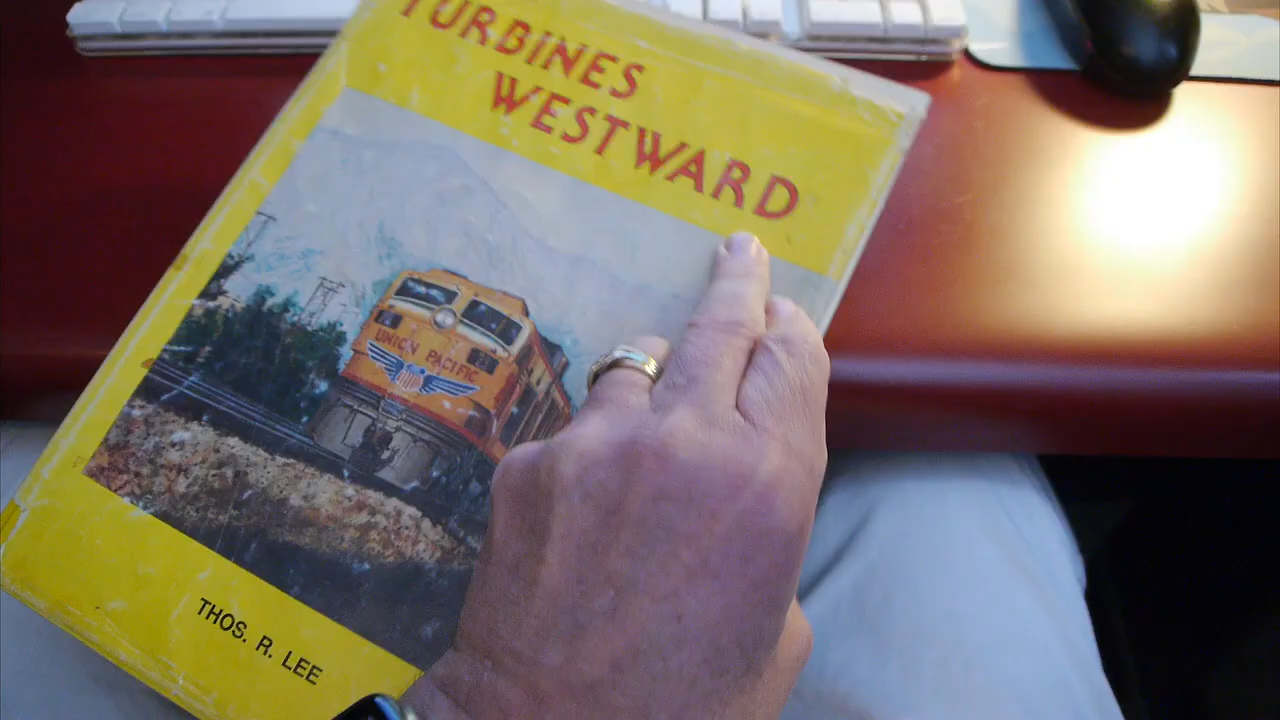 TURBINES
WESTWARD
UNION PACIFIC
THOS. R. LEE